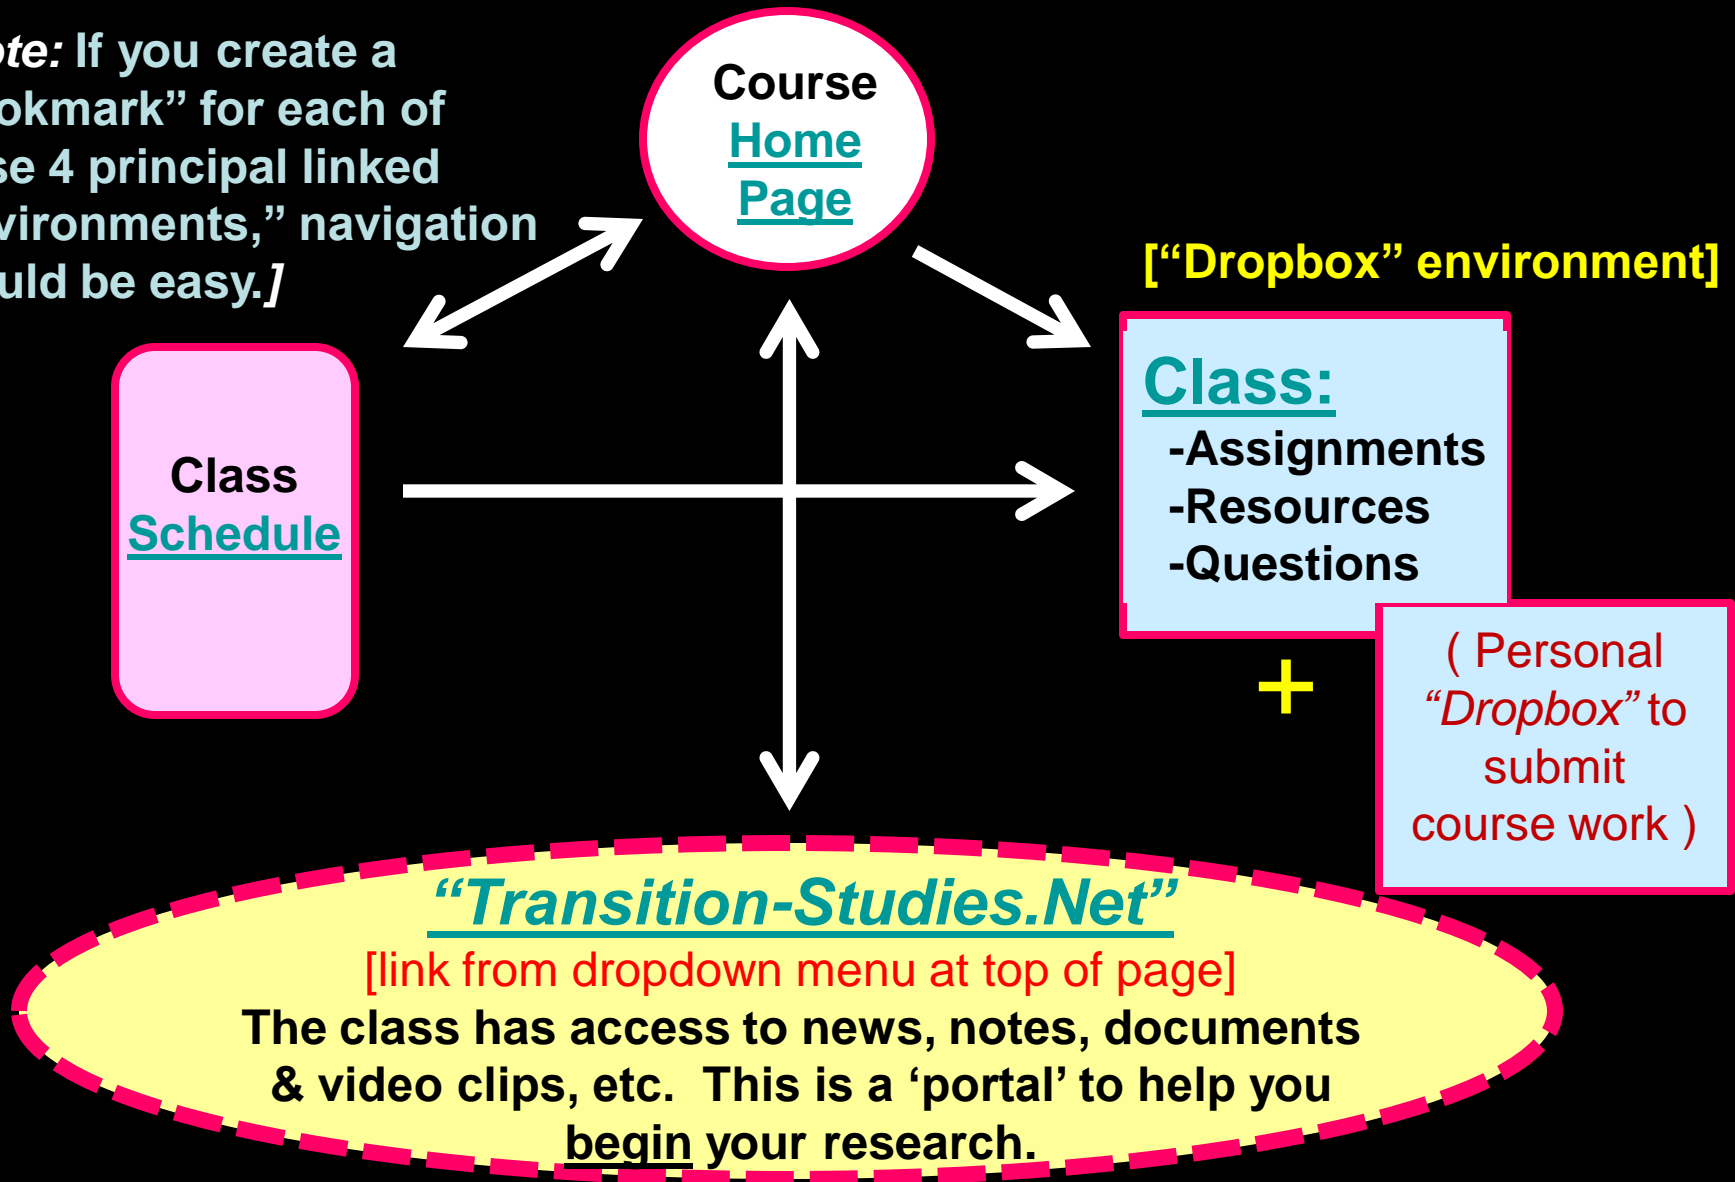 ote: If you create a
okmark” for each of
se 4 principal linked
vironments,” navigation
uld be easy.]
Course
Home
Page
[“Dropbox” environment]
Class
Schedule
Class:
-Assignments
-Resources
-Questions
+
( Personal
“Dropbox” to
submit
course work )
“Transition-Studies.Net”
[link from dropdown menu at top of page]
The class has access to news, notes, documents
& video clips, etc.  This is a ‘portal’ to help you
begin your research.